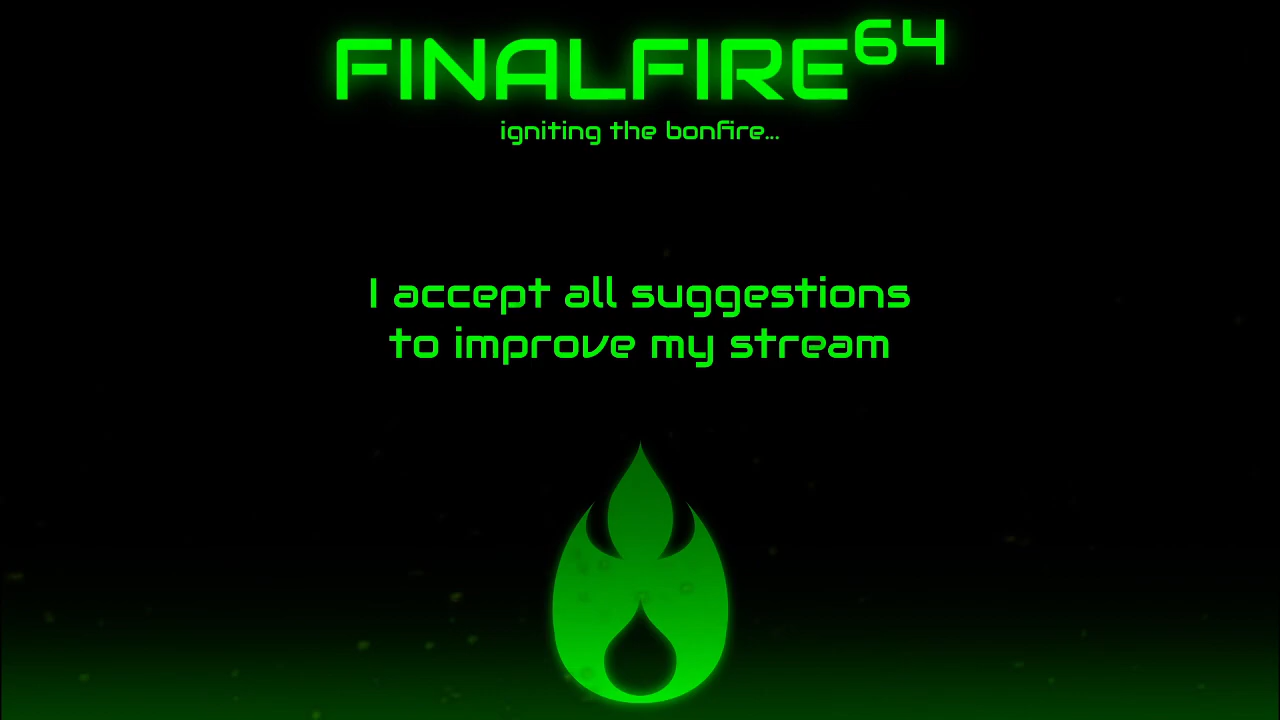 FINALFIRE64
igniting the bonfire...
I accept all suggestions
to improve my stream